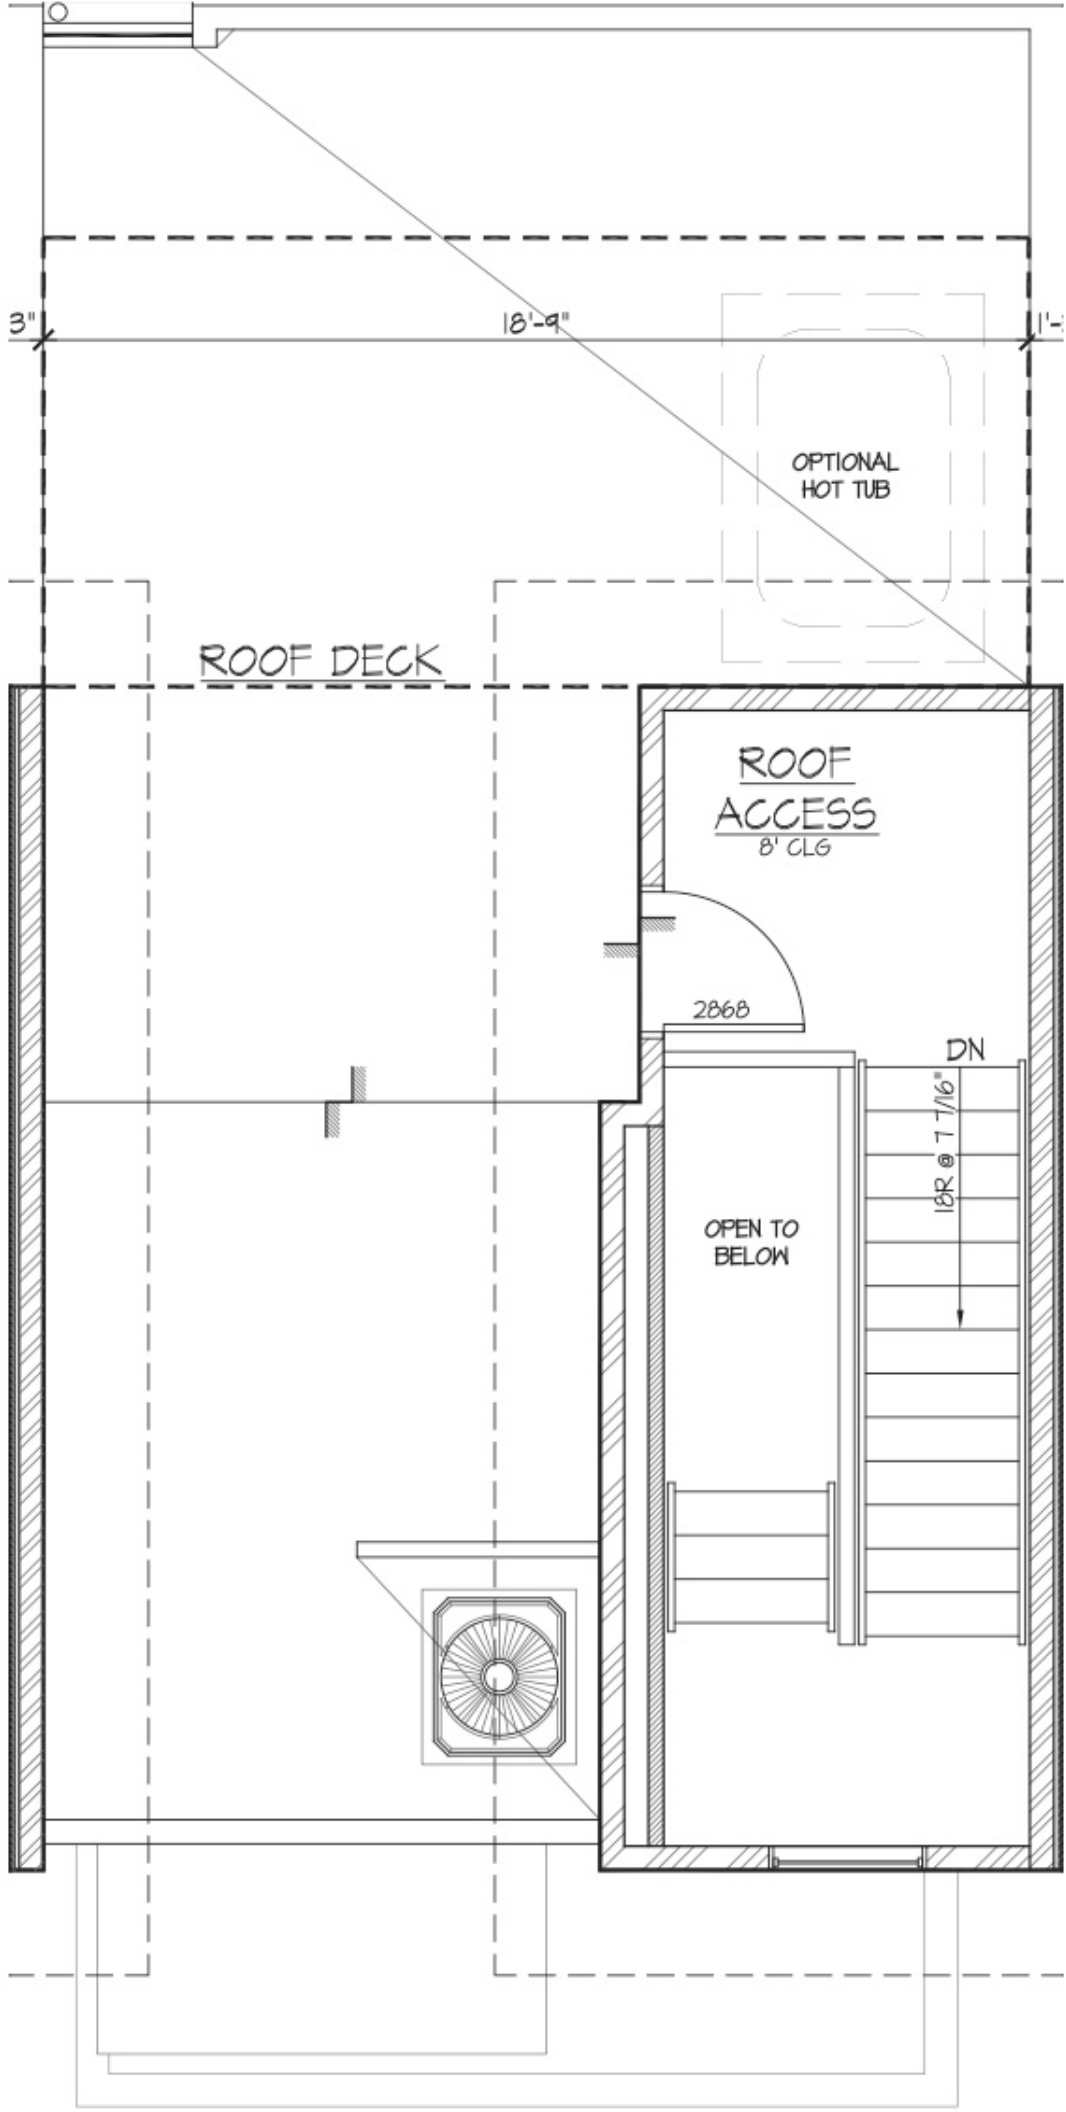 3"
18'-9"
1'-
OPTIONAL
HOT TUB
ROOF DECK
ROOF
ACCESS
8' CLG
2868
DN
18R @ 7 7/16"
OPEN TO
BELOW